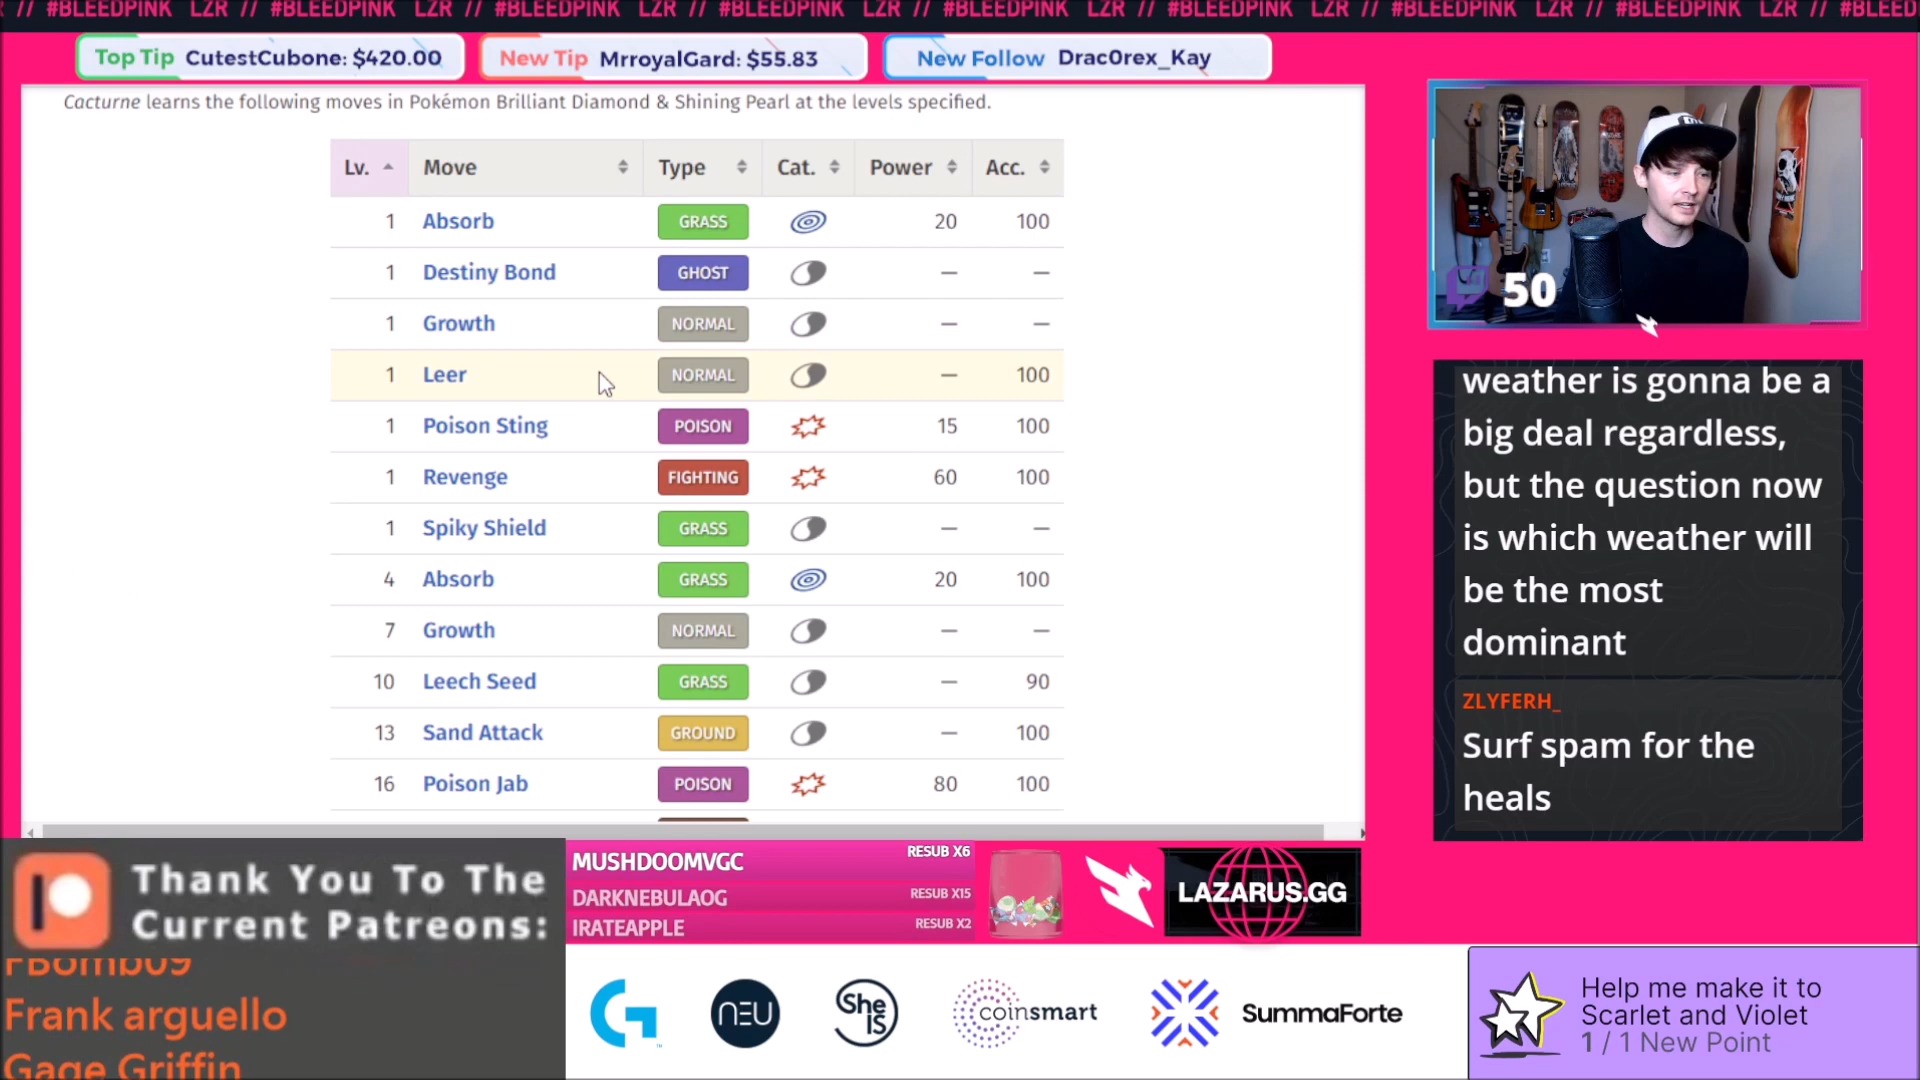 // #BLEEDPINK LZR // #BLEEDPINK LZR // #BLEEDPINK LZR // #BLEEDPINK LZR // #BLEEDPINK LZR // #BLEEDPINK LZR // #BLEEDPINK LZR // #BLEEDPINK LZR // #BLEED
Top Tip CutestCubone: $420.00
New Tip MrroyalGard: $55.83
New Follow Drac0rex_Kay
Cacturne learns the following moves in Pokémon Brilliant Diamond & Shining Pearl at the levels specified.
Lv. Move Type Cat. Power Acc.
1 Absorb GRASS 20 100
1 Destiny Bond GHOST — —
1 Growth NORMAL — —
1 Leer NORMAL — 100
1 Poison Sting POISON 15 100
1 Revenge FIGHTING 60 100
1 Spiky Shield GRASS — —
4 Absorb GRASS 20 100
7 Growth NORMAL — —
10 Leech Seed GRASS — 90
13 Sand Attack GROUND — 100
16 Poison Jab POISON 80 100
50
weather is gonna be a
big deal regardless,
but the question now
is which weather will
be the most
dominant
ZLYFERH_
Surf spam for the
heals
Thank You To The
Current Patreons:
FBomb09
Frank arguello
Gage Griffin
MUSHDOOMVGC RESUB X6
DARKNEBULAOG RESUB X15
IRATEAPPLE RESUB X2
LAZARUS.GG
NEU
She
IS
coinsmart
SummaForte
Help me make it to
Scarlet and Violet
1 / 1 New Point